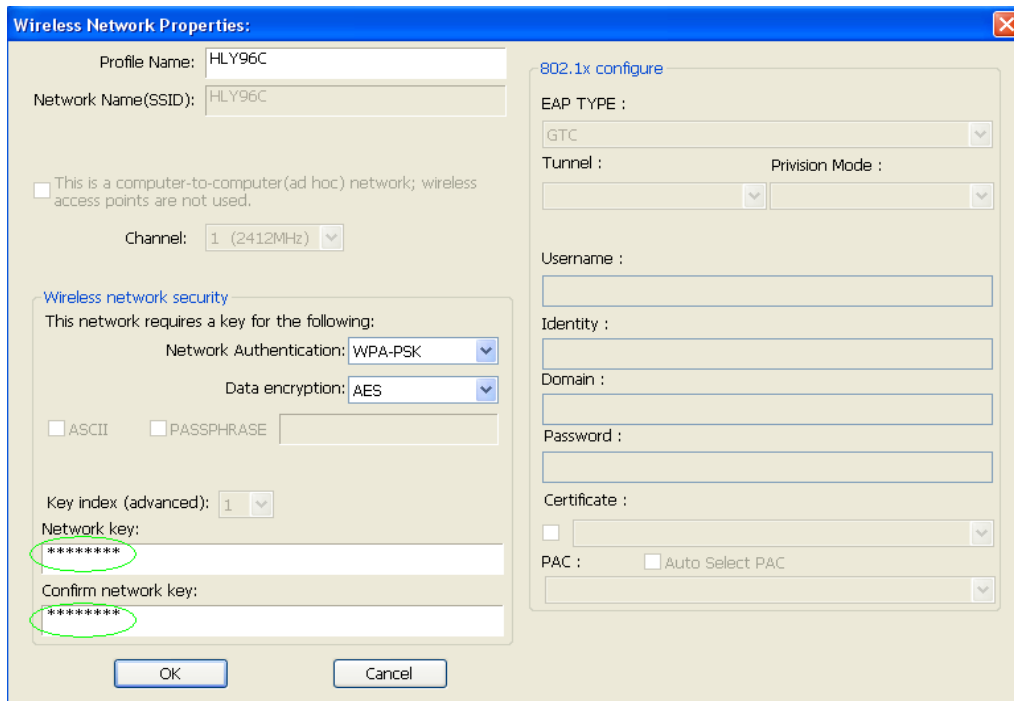 Wireless Network Properties:
Profile Name: HLY96C
Network Name(SSID): HLY96C
This is a computer-to-computer(ad hoc) network; wireless
access points are not used.
Channel: 1 (2412MHz)
Wireless network security
This network requires a key for the following:
Network Authentication: WPA-PSK
Data encryption: AES
ASCII PASSPHRASE
Key index (advanced): 1
Network key:
********
Confirm network key:
********
OK Cancel
802.1x configure
EAP TYPE :
GTC
Tunnel : Privision Mode :
Username :
Identity :
Domain :
Password :
Certificate :
PAC : Auto Select PAC